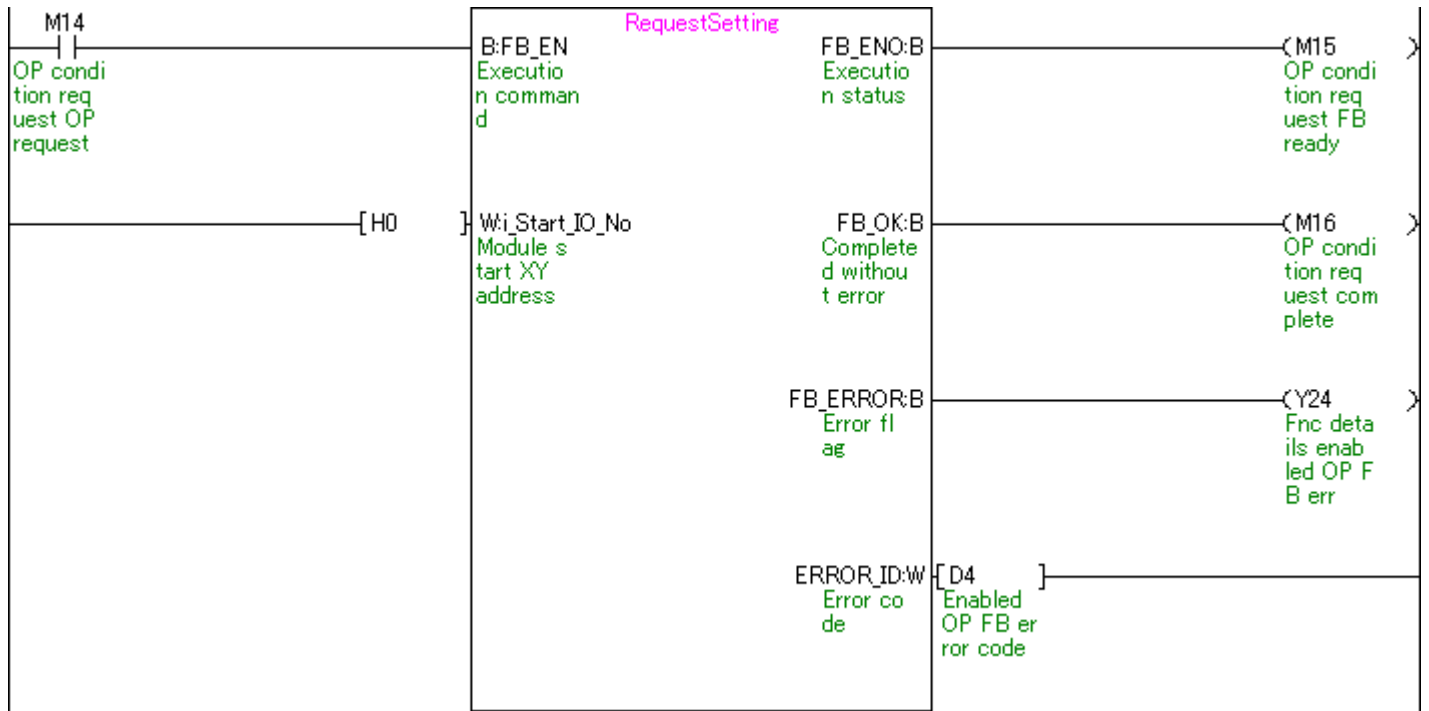 M14
RequestSetting
B:FB_EN
FB_ENO:B
(M15 )
OP condi
tion req
uest OP
request
Executio
n comman
d
Executio
n status
OP condi
tion req
uest FB
ready
[H0 ]
W:i_Start_IO_No
FB_OK:B
(M16 )
Module s
tart XY
address
Complete
d withou
t error
OP condi
tion req
uest com
plete
FB_ERROR:B
(Y24 )
Error fl
ag
Fnc deta
ils enab
led OP F
B err
ERROR_ID:W
[D4 ]
Error co
de
Enabled
OP FB er
ror code